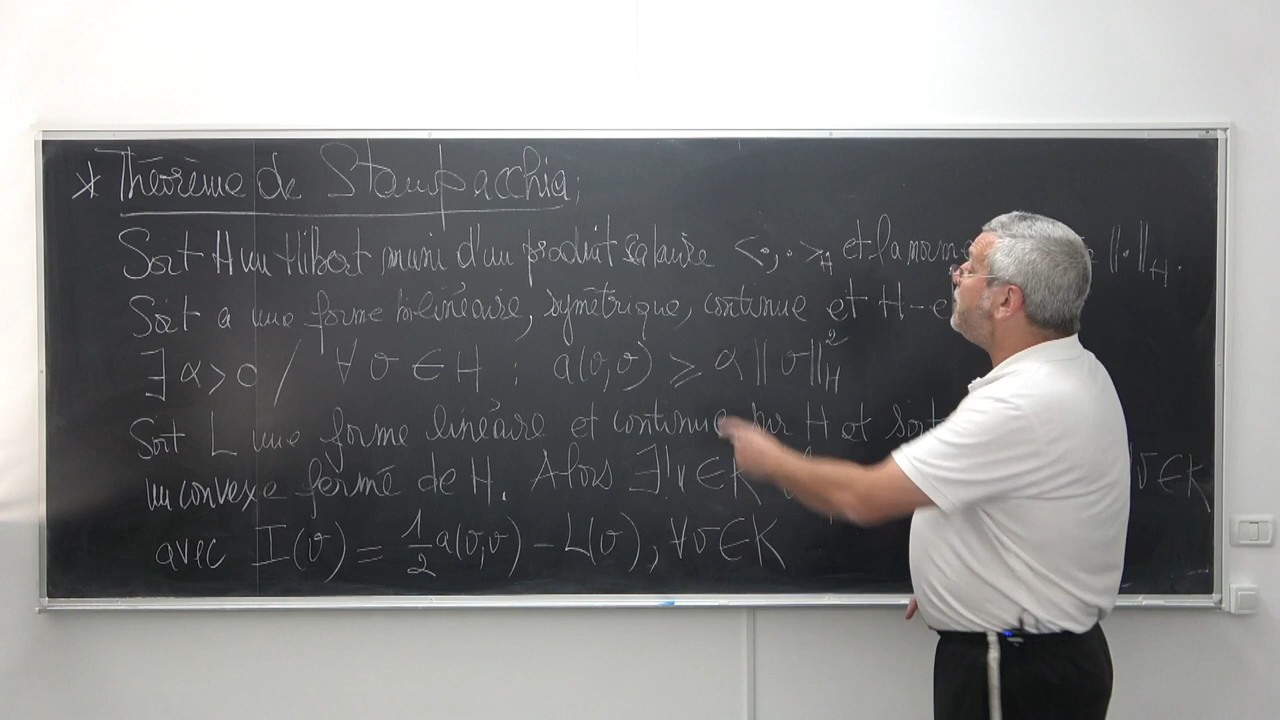 * Théorème de Stampacchia;
Soit H un Hilbert muni d'un produit scalaire <·,·>_H et la norme ‖·‖_H.
Soit a une forme bilinéaire, symétrique, continue et H-e
∃ α>0 / ∀ v ∈ H : a(v,v) ≥ α‖v‖²_H
Soit L une forme linéaire et continue sur H et soit
un convexe fermé de H. Alors ∃! u ∈ K ∀v∈K
avec I(v) = 1/2 a(v,v) - L(v), ∀v∈K